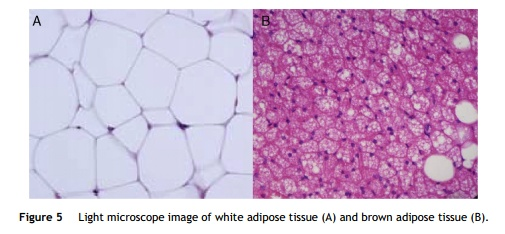 A
B
Figure 5 Light microscope image of white adipose tissue (A) and brown adipose tissue (B).